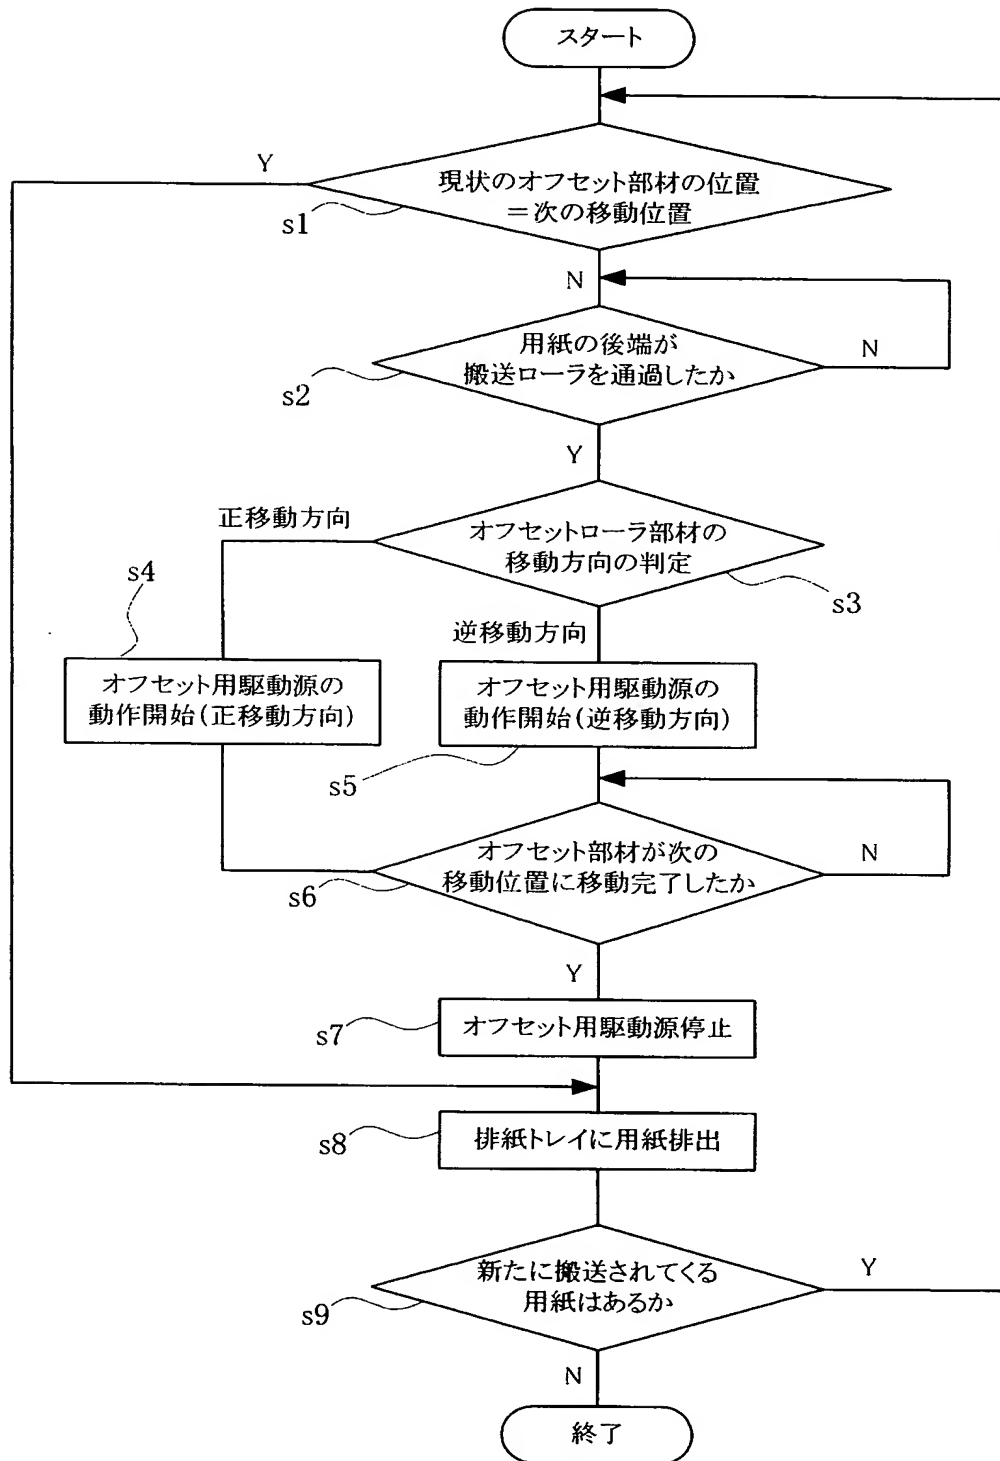 スタート
Y
現状のオフセット部材の位置
＝次の移動位置
s1
N
用紙の後端が
搬送ローラを通過したか
N
s2
Y
正移動方向
オフセットローラ部材の
移動方向の判定
s4
s3
逆移動方向
オフセット用駆動源の
動作開始(正移動方向)
オフセット用駆動源の
動作開始(逆移動方向)
s5
オフセット部材が次の
移動位置に移動完了したか
N
s6
Y
s7
オフセット用駆動源停止
s8
排紙トレイに用紙排出
新たに搬送されてくる
用紙はあるか
Y
s9
N
終了